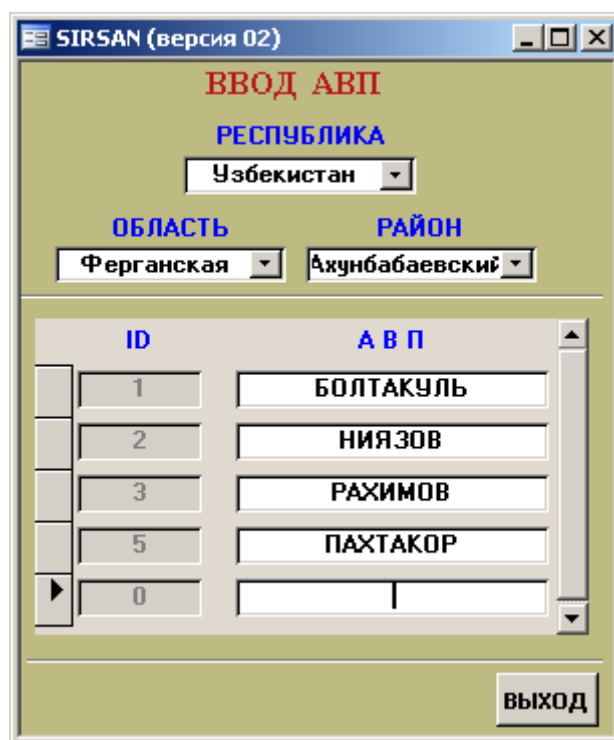 SIRSAN (версия 02)
ВВОД АВП
РЕСПУБЛИКА
Узбекистан
ОБЛАСТЬ РАЙОН
Ферганская Ахунбабаевский
ID А В П
1 БОЛТАКУЛЬ
2 НИЯЗОВ
3 РАХИМОВ
5 ПАХТАКОР
0
ВЫХОД